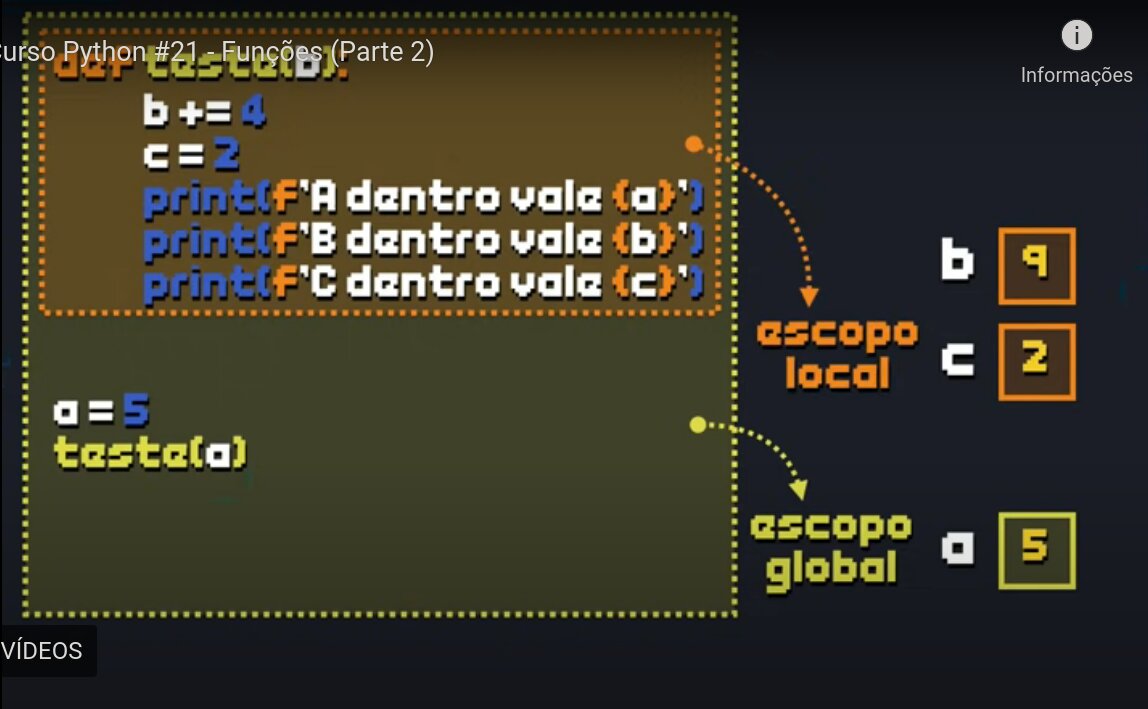 urso Python #21 - Funções (Parte 2)
Informações
def teste(b):
b += 4
c = 2
print(f'A dentro vale {a}')
print(f'B dentro vale {b}')
print(f'C dentro vale {c}')
b 9
escopo
local
c 2
a = 5
teste(a)
escopo
global
a 5
VÍDEOS